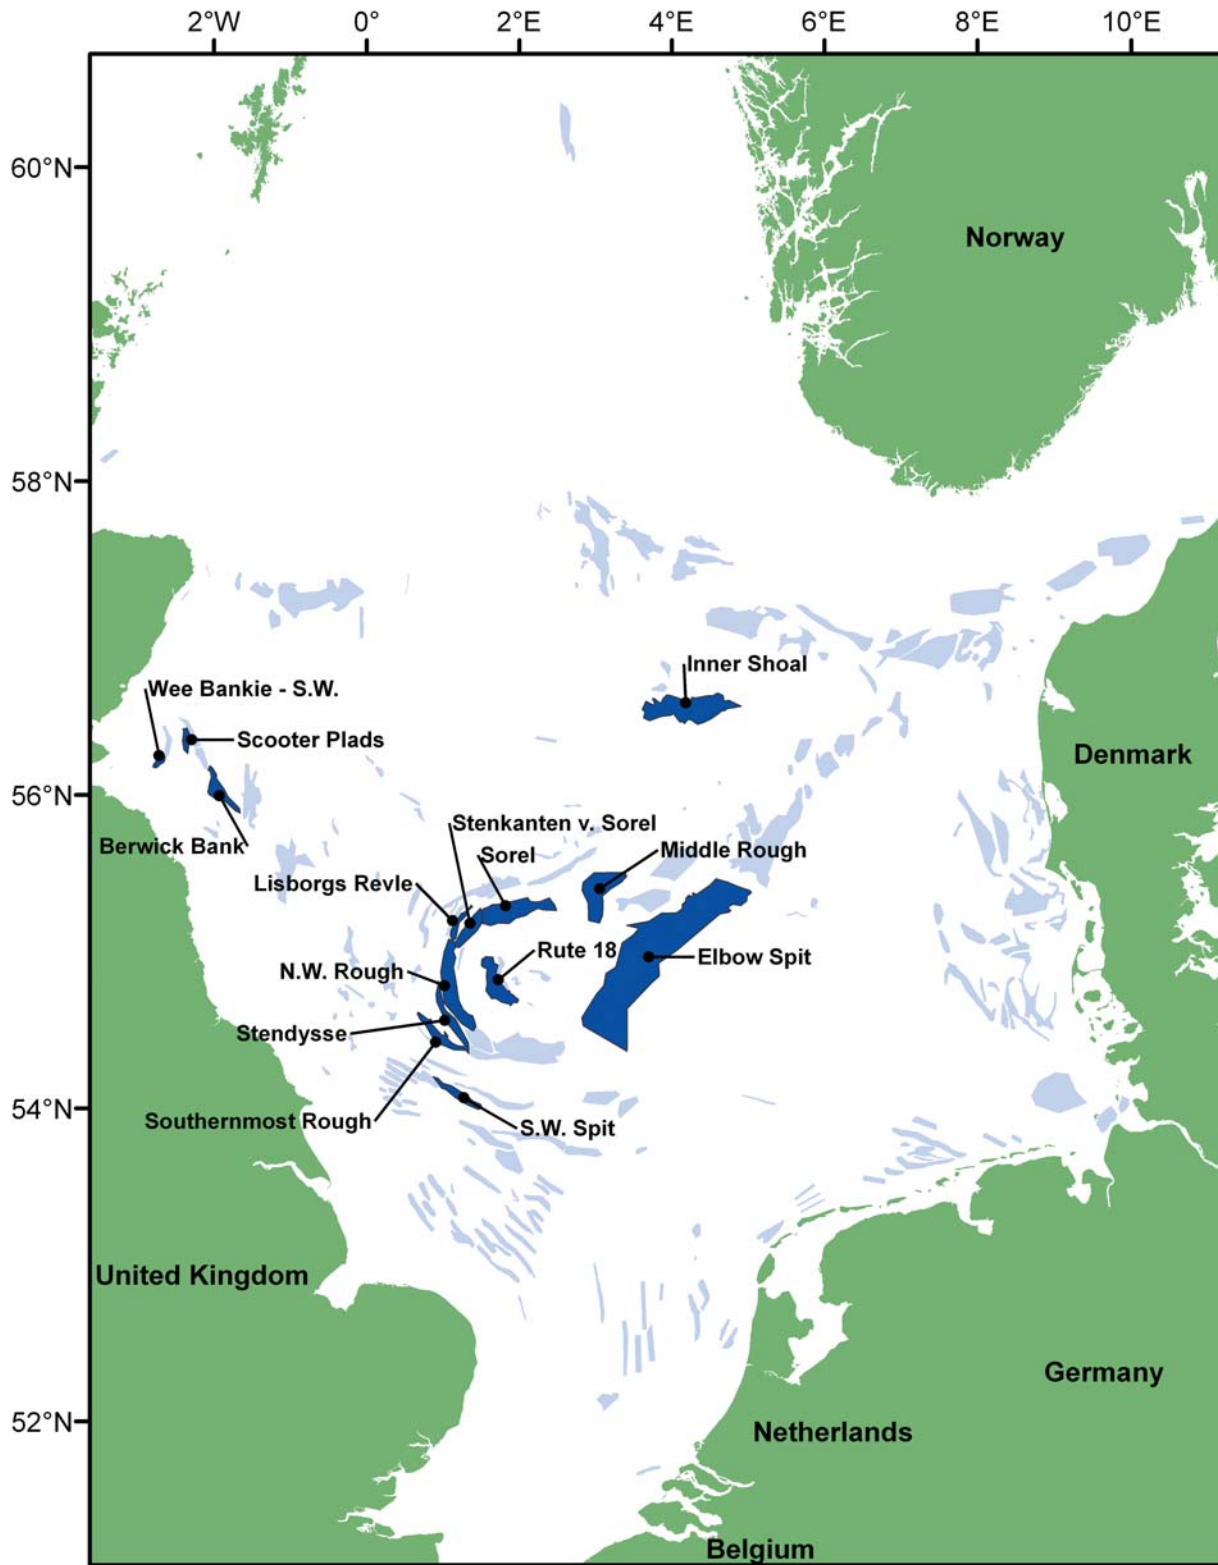 2°W
0°
2°E
4°E
6°E
8°E
10°E
60°N
Norway
58°N
Inner Shoal
Wee Bankie - S.W.
Scooter Plads
Denmark
56°N
Stenkanten v. Sorel
Berwick Bank
Sorel
Middle Rough
Lisborgs Revle
Rute 18
Elbow Spit
N.W. Rough
Stendysse
54°N
Southernmost Rough
S.W. Spit
United Kingdom
Germany
52°N
Netherlands
Belgium